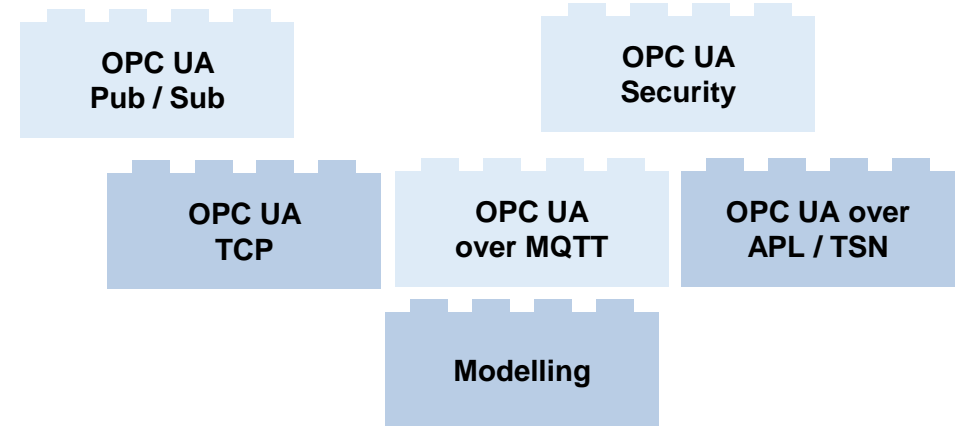 OPC UA
Pub / Sub
OPC UA
Security
OPC UA
TCP
OPC UA
over MQTT
OPC UA over
APL / TSN
Modelling